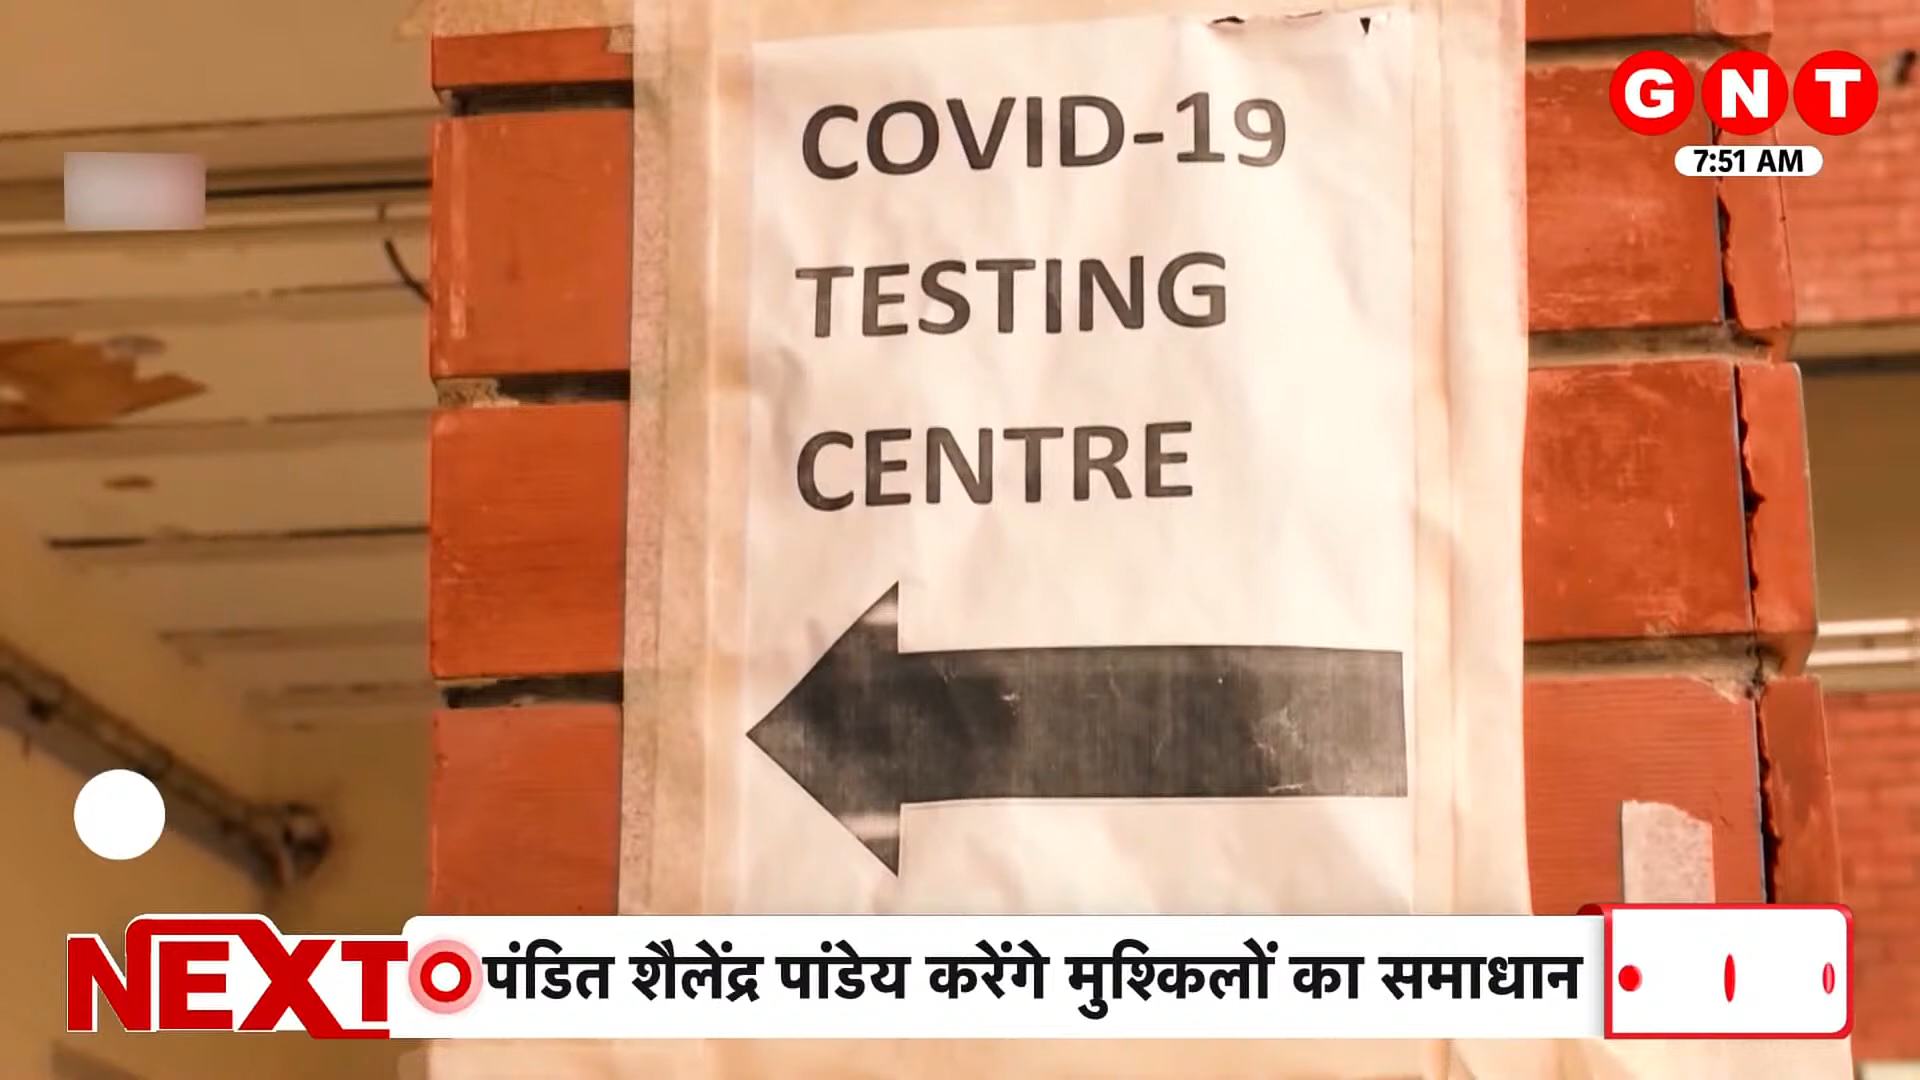 COVID-19
TESTING
CENTRE
GNT
7:51 AM
NEXT
पंडित शैलेंद्र पांडेय करेंगे मुश्किलों का समाधान